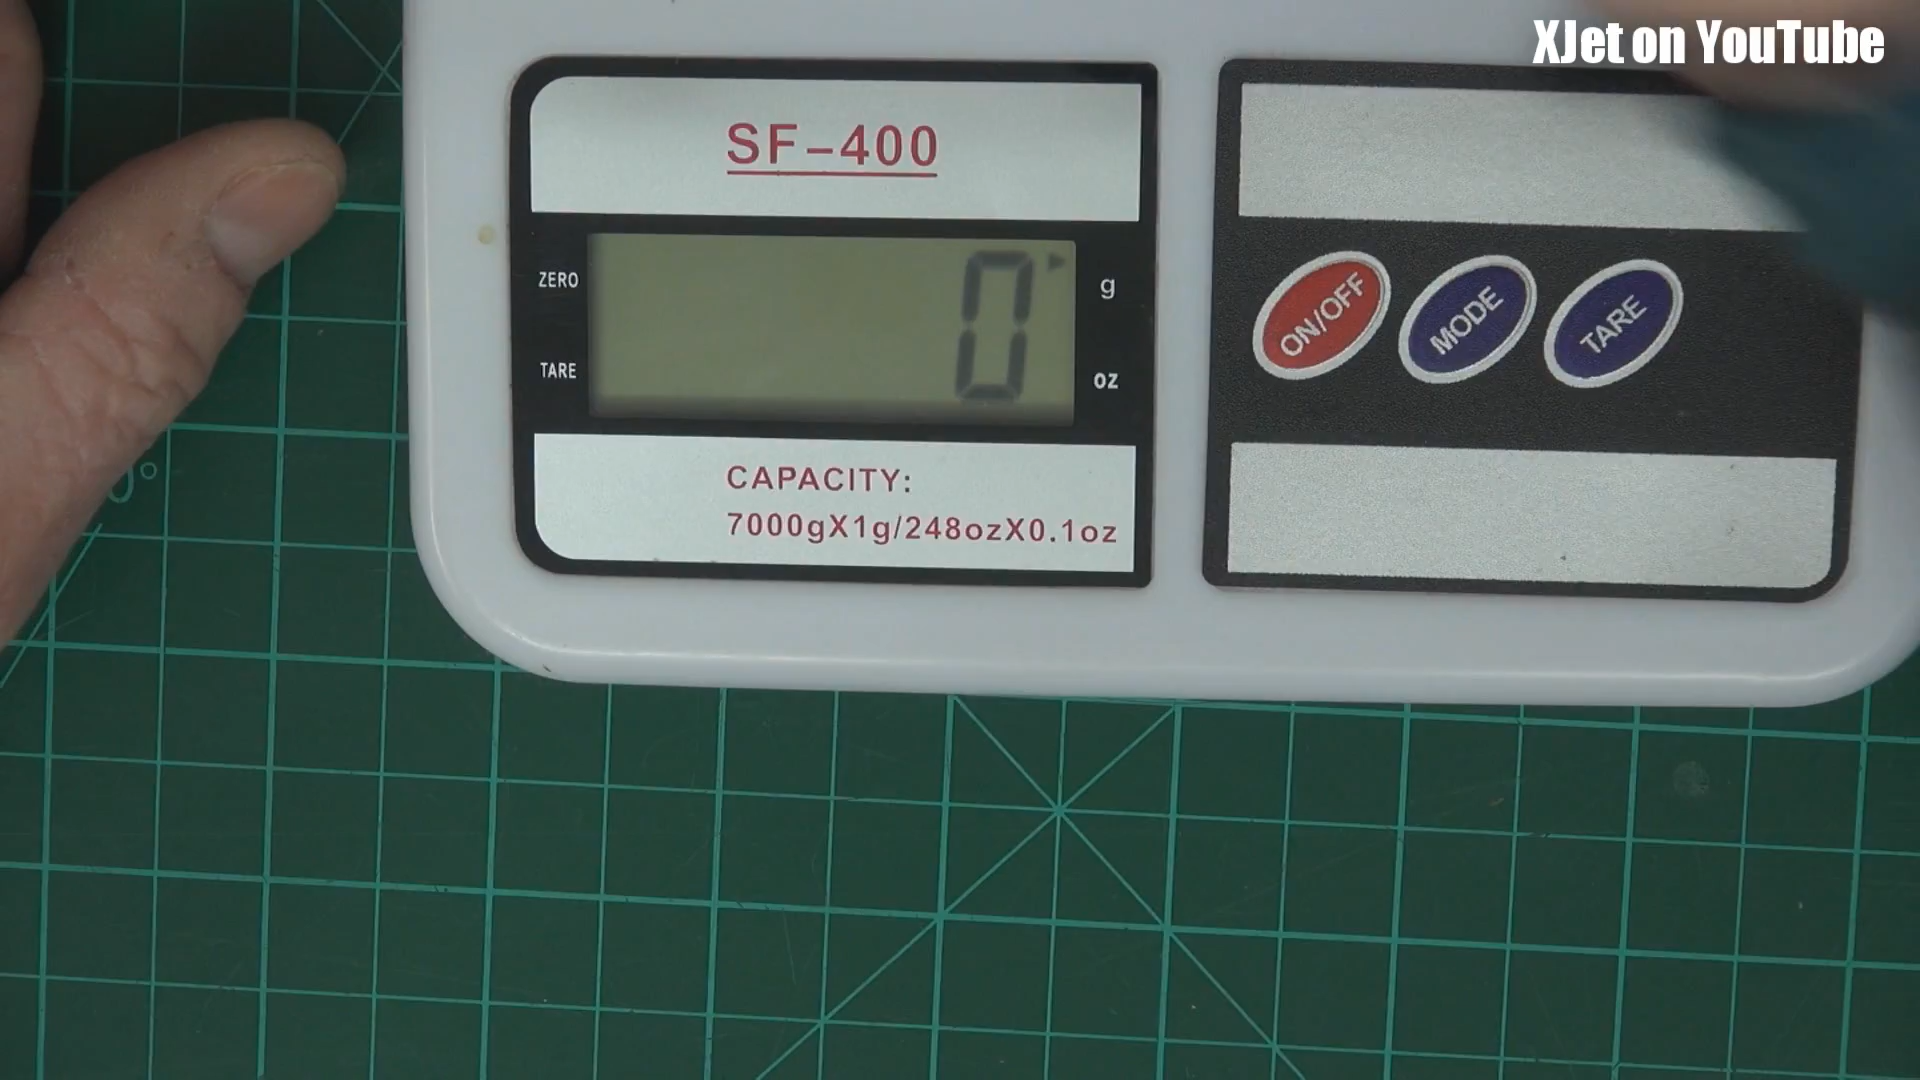 XJet on YouTube
SF-400
ZERO
0
g
TARE
oz
ON/OFF
MODE
TARE
CAPACITY:
7000gX1g/248ozX0.1oz